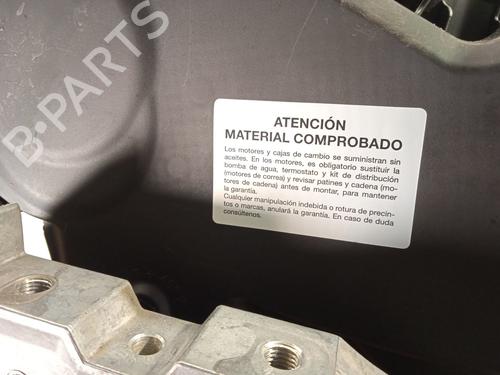 B-PARTS
ATENCIÓN
MATERIAL COMPROBADO
Los motores y cajas de cambio se suministran sin
aceites. En los motores, es obligatorio sustituir la
bomba de agua, termostato y kit de distribución
(motores de correa) y revisar patines y cadena (mo-
tores de cadena) antes de montar, para mantener
la garantía.
Cualquier manipulación indebida o rotura de precin-
tos o marcas, anulará la garantía. En caso de duda
consúltenos.